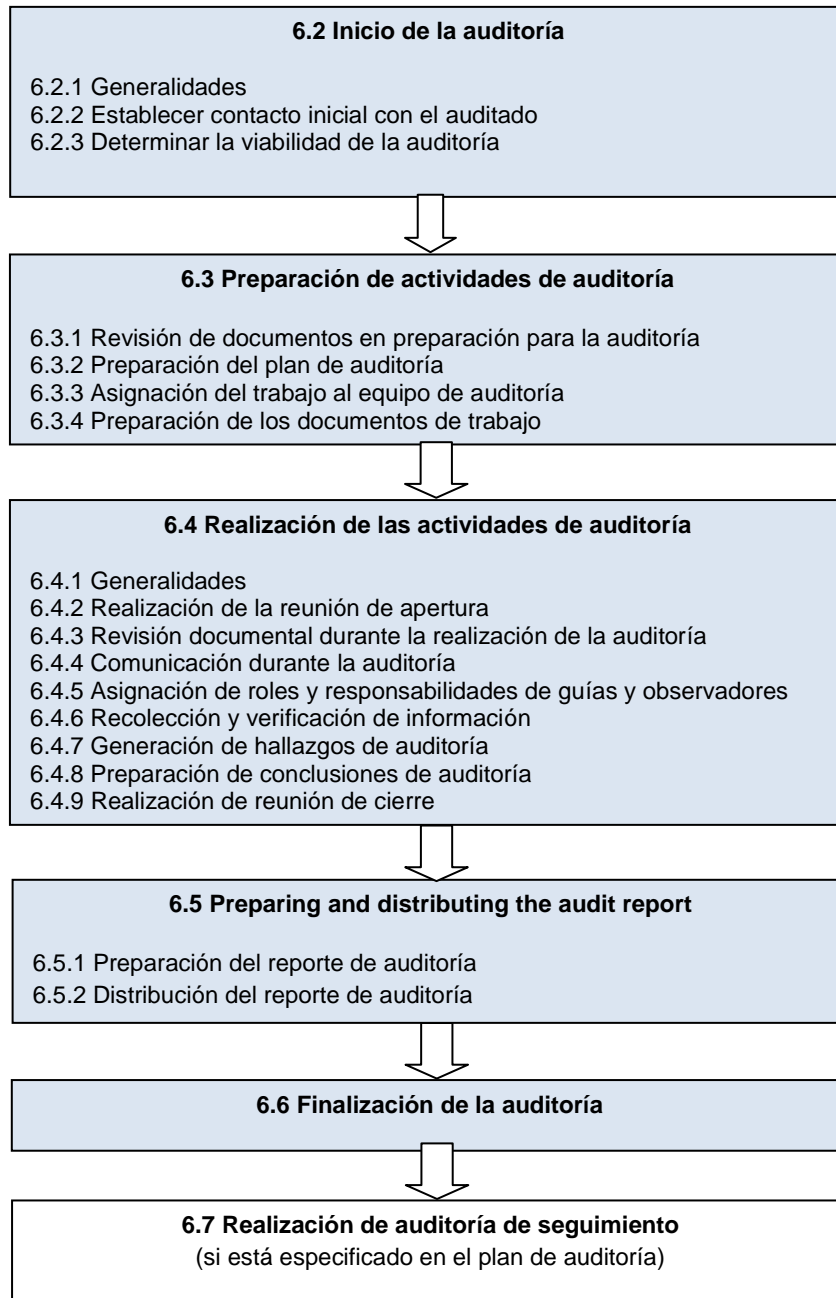 6.2 Inicio de la auditoría
6.2.1 Generalidades
6.2.2 Establecer contacto inicial con el auditado
6.2.3 Determinar la viabilidad de la auditoría
6.3 Preparación de actividades de auditoría
6.3.1 Revisión de documentos en preparación para la auditoría
6.3.2 Preparación del plan de auditoría
6.3.3 Asignación del trabajo al equipo de auditoría
6.3.4 Preparación de los documentos de trabajo
6.4 Realización de las actividades de auditoría
6.4.1 Generalidades
6.4.2 Realización de la reunión de apertura
6.4.3 Revisión documental durante la realización de la auditoría
6.4.4 Comunicación durante la auditoría
6.4.5 Asignación de roles y responsabilidades de guías y observadores
6.4.6 Recolección y verificación de información
6.4.7 Generación de hallazgos de auditoría
6.4.8 Preparación de conclusiones de auditoría
6.4.9 Realización de reunión de cierre
6.5 Preparing and distributing the audit report
6.5.1 Preparación del reporte de auditoría
6.5.2 Distribución del reporte de auditoría
6.6 Finalización de la auditoría
6.7 Realización de auditoría de seguimiento
(si está especificado en el plan de auditoría)